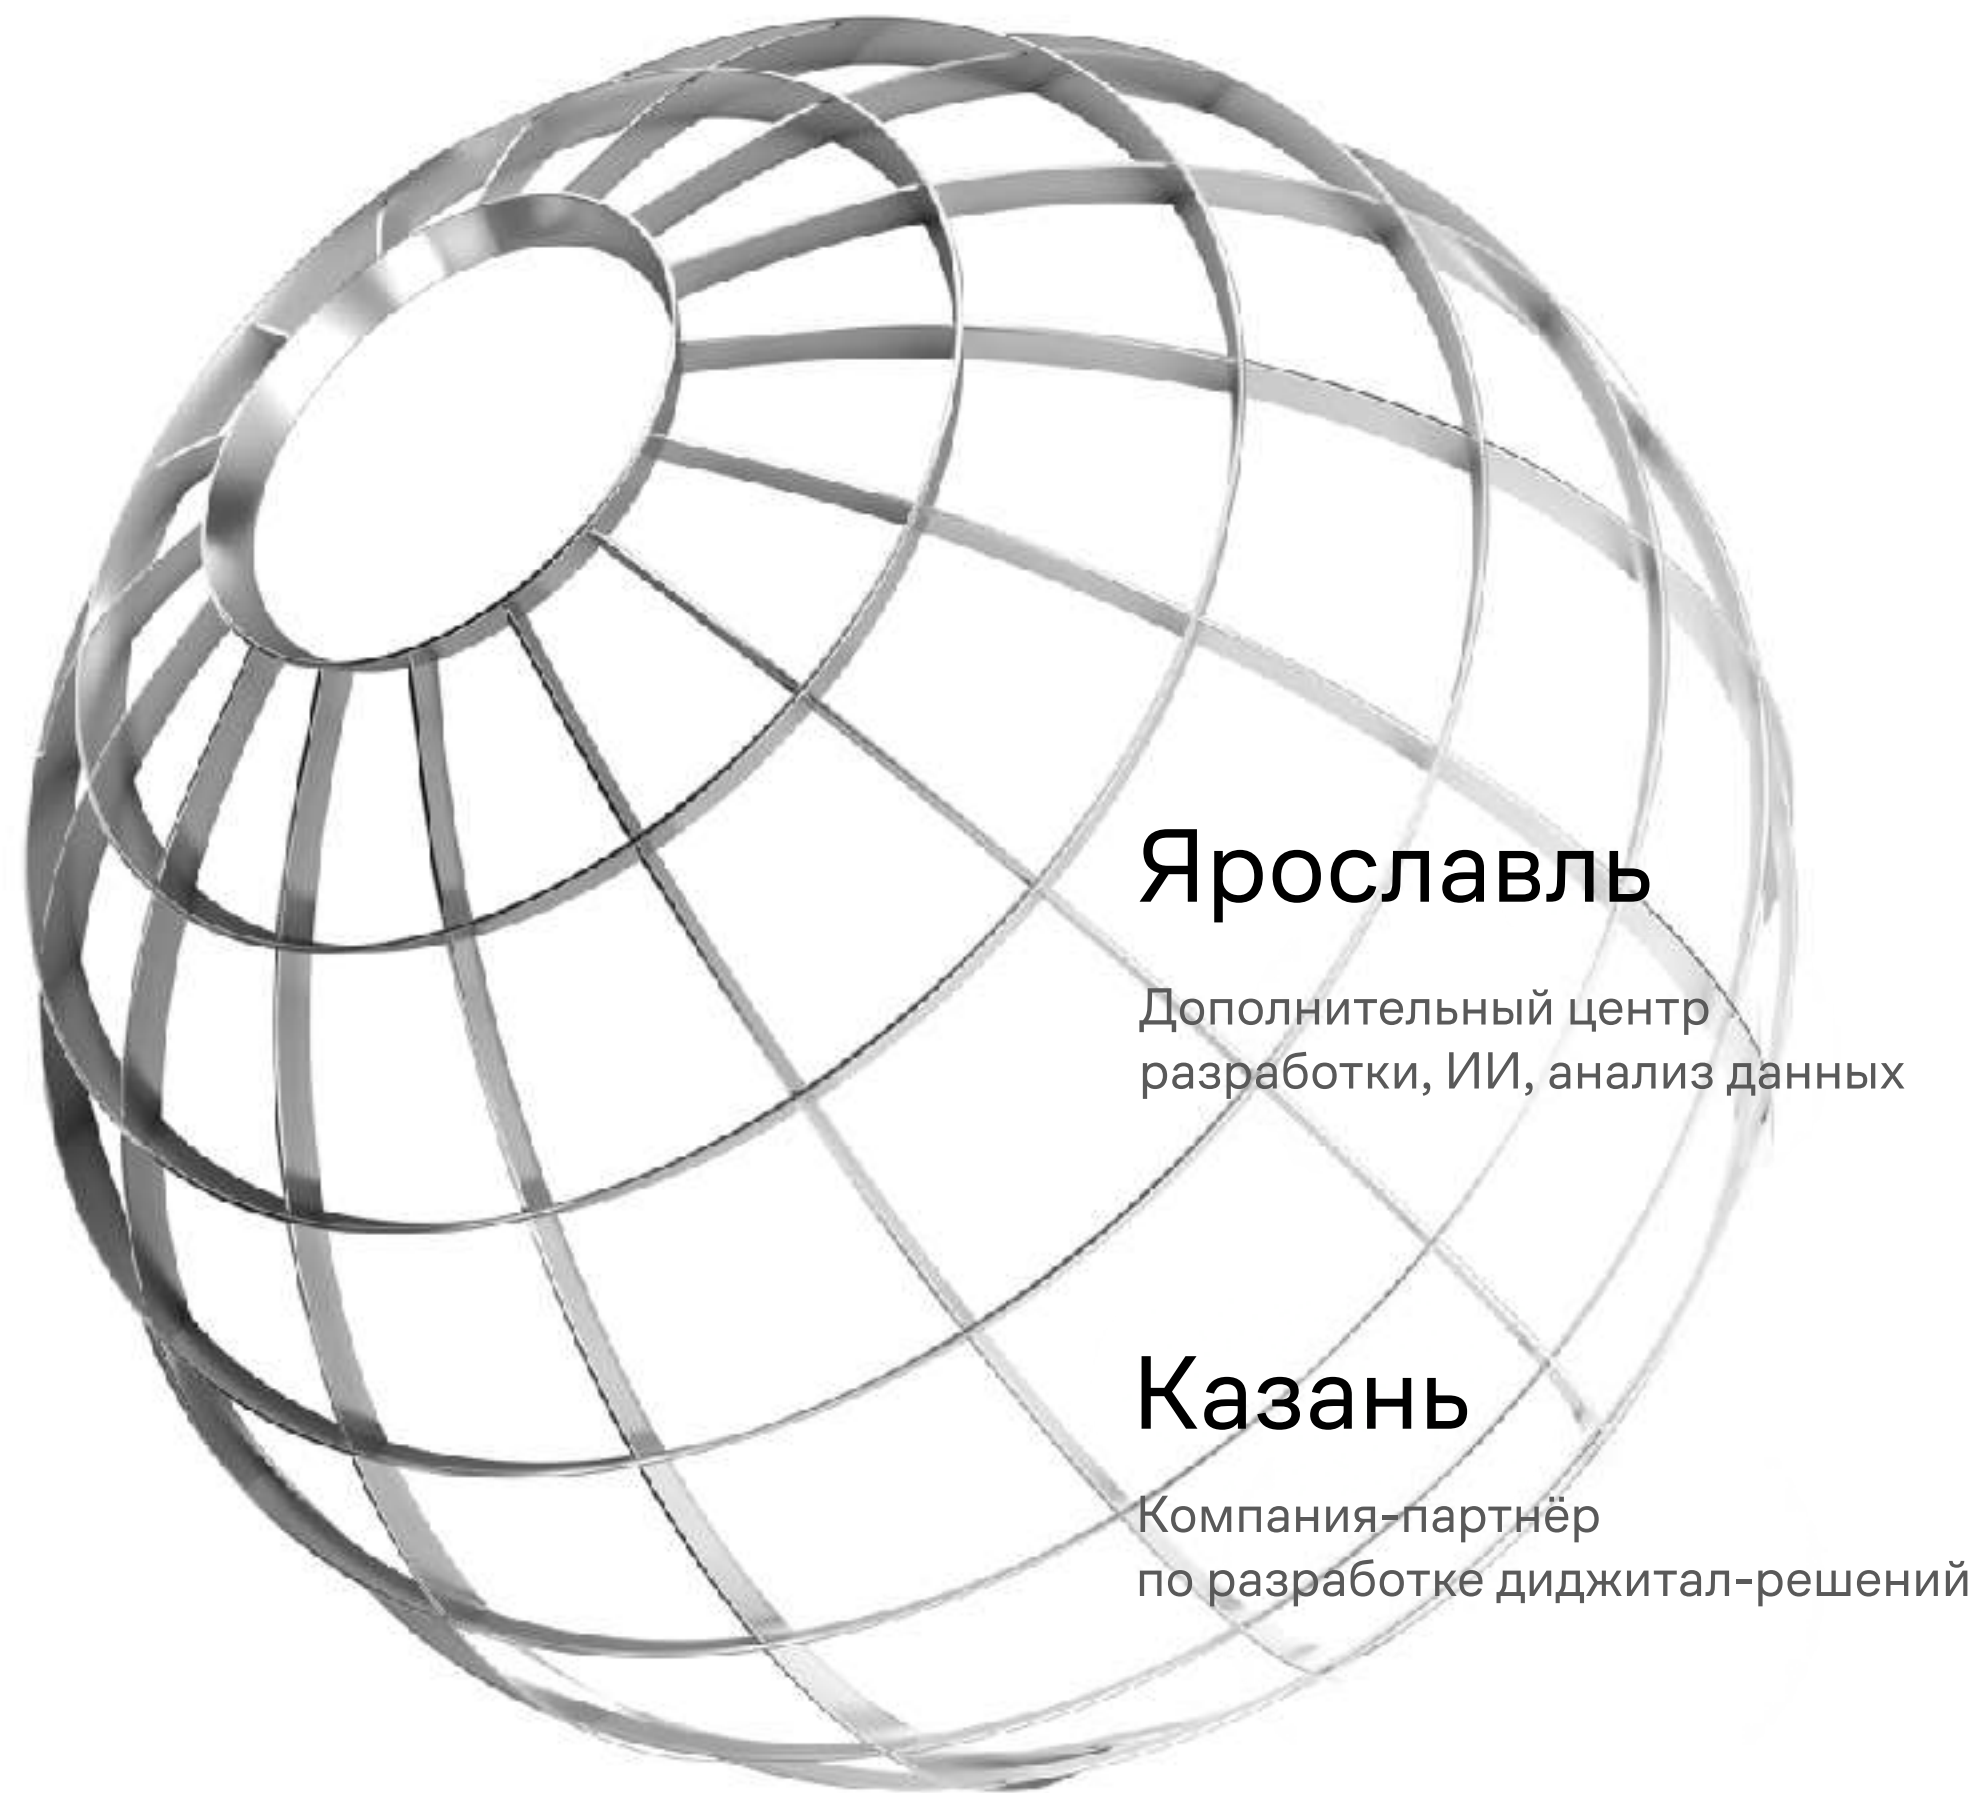 Ярославль
Дополнительный центр
разработки, ИИ, анализ данных
Казань
Компания-партнёр
по разработке диджитал-решений